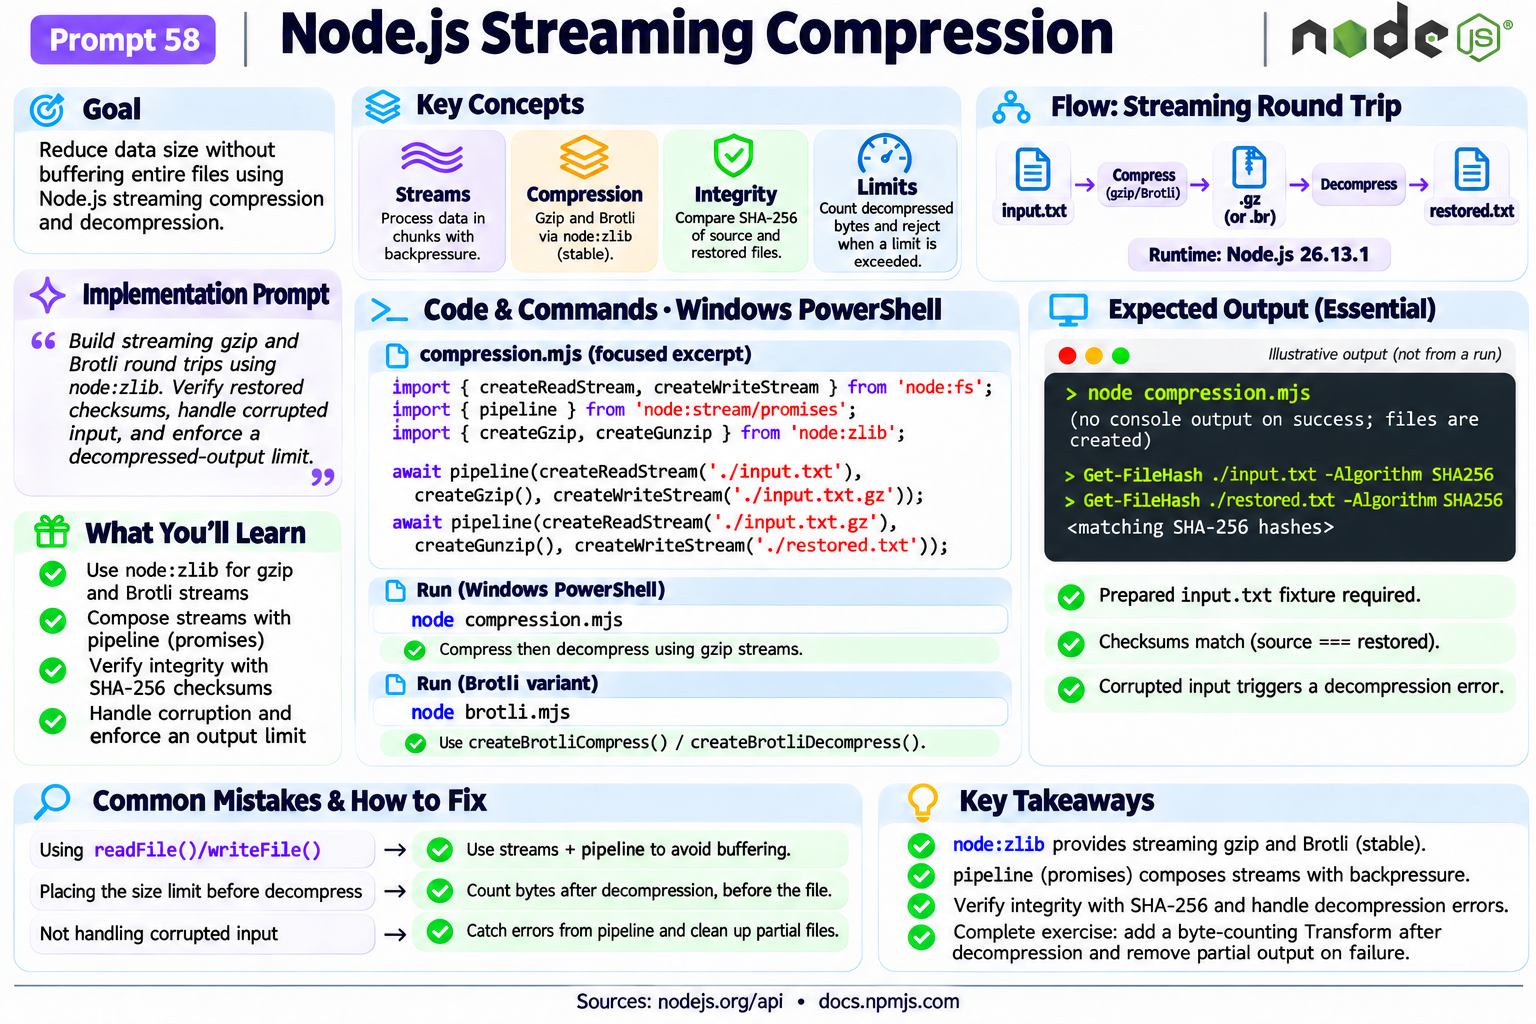 Prompt 58
Node.js Streaming Compression
node
JS
®
Goal
Reduce data size without
buffering entire files using
Node.js streaming compression
and decompression.
Key Concepts
Streams
Process data in
chunks with
backpressure.
Compression
Gzip and Brotli
via node:zlib
(stable).
Integrity
Compare SHA-256
of source and
restored files.
Limits
Count decompressed
bytes and reject
when a limit is
exceeded.
Flow: Streaming Round Trip
input.txt
Compress
(gzip/Brotli)
.gz
(or .br)
Decompress
restored.txt
Runtime: Node.js 26.13.1
Implementation Prompt
“ Build streaming gzip and
Brotli round trips using
node:zlib. Verify restored
checksums, handle corrupted
input, and enforce a
decompressed-output limit. ”
What You’ll Learn
Use node:zlib for gzip
and Brotli streams
Compose streams with
pipeline (promises)
Verify integrity with
SHA-256 checksums
Handle corruption and
enforce an output limit
Code & Commands · Windows PowerShell
compression.mjs (focused excerpt)
import { createReadStream, createWriteStream } from 'node:fs';
import { pipeline } from 'node:stream/promises';
import { createGzip, createGunzip } from 'node:zlib';
await pipeline(createReadStream('./input.txt'),
createGzip(), createWriteStream('./input.txt.gz'));
await pipeline(createReadStream('./input.txt.gz'),
createGunzip(), createWriteStream('./restored.txt'));
Run (Windows PowerShell)
node compression.mjs
Compress then decompress using gzip streams.
Run (Brotli variant)
node brotli.mjs
Use createBrotliCompress() / createBrotliDecompress().
Expected Output (Essential)
Illustrative output (not from a run)
> node compression.mjs
(no console output on success; files are
created)
> Get-FileHash ./input.txt -Algorithm SHA256
> Get-FileHash ./restored.txt -Algorithm SHA256
<matching SHA-256 hashes>
Prepared input.txt fixture required.
Checksums match (source === restored).
Corrupted input triggers a decompression error.
Common Mistakes & How to Fix
Using readFile()/writeFile()
Use streams + pipeline to avoid buffering.
Placing the size limit before decompress
Count bytes after decompression, before the file.
Not handling corrupted input
Catch errors from pipeline and clean up partial files.
Key Takeaways
node:zlib provides streaming gzip and Brotli (stable).
pipeline (promises) composes streams with backpressure.
Verify integrity with SHA-256 and handle decompression errors.
Complete exercise: add a byte-counting Transform after
decompression and remove partial output on failure.
Sources: nodejs.org/api • docs.npmjs.com